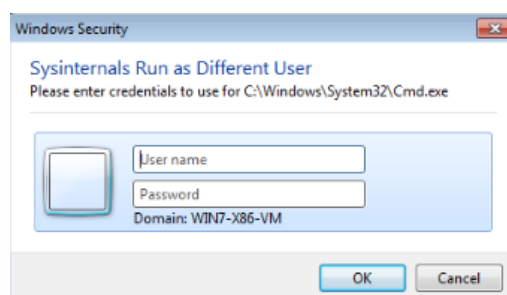 Windows Security
Sysinternals Run as Different User
Please enter credentials to use for C:\Windows\System32\Cmd.exe
User name
Password
Domain: WIN7-X86-VM
OK Cancel